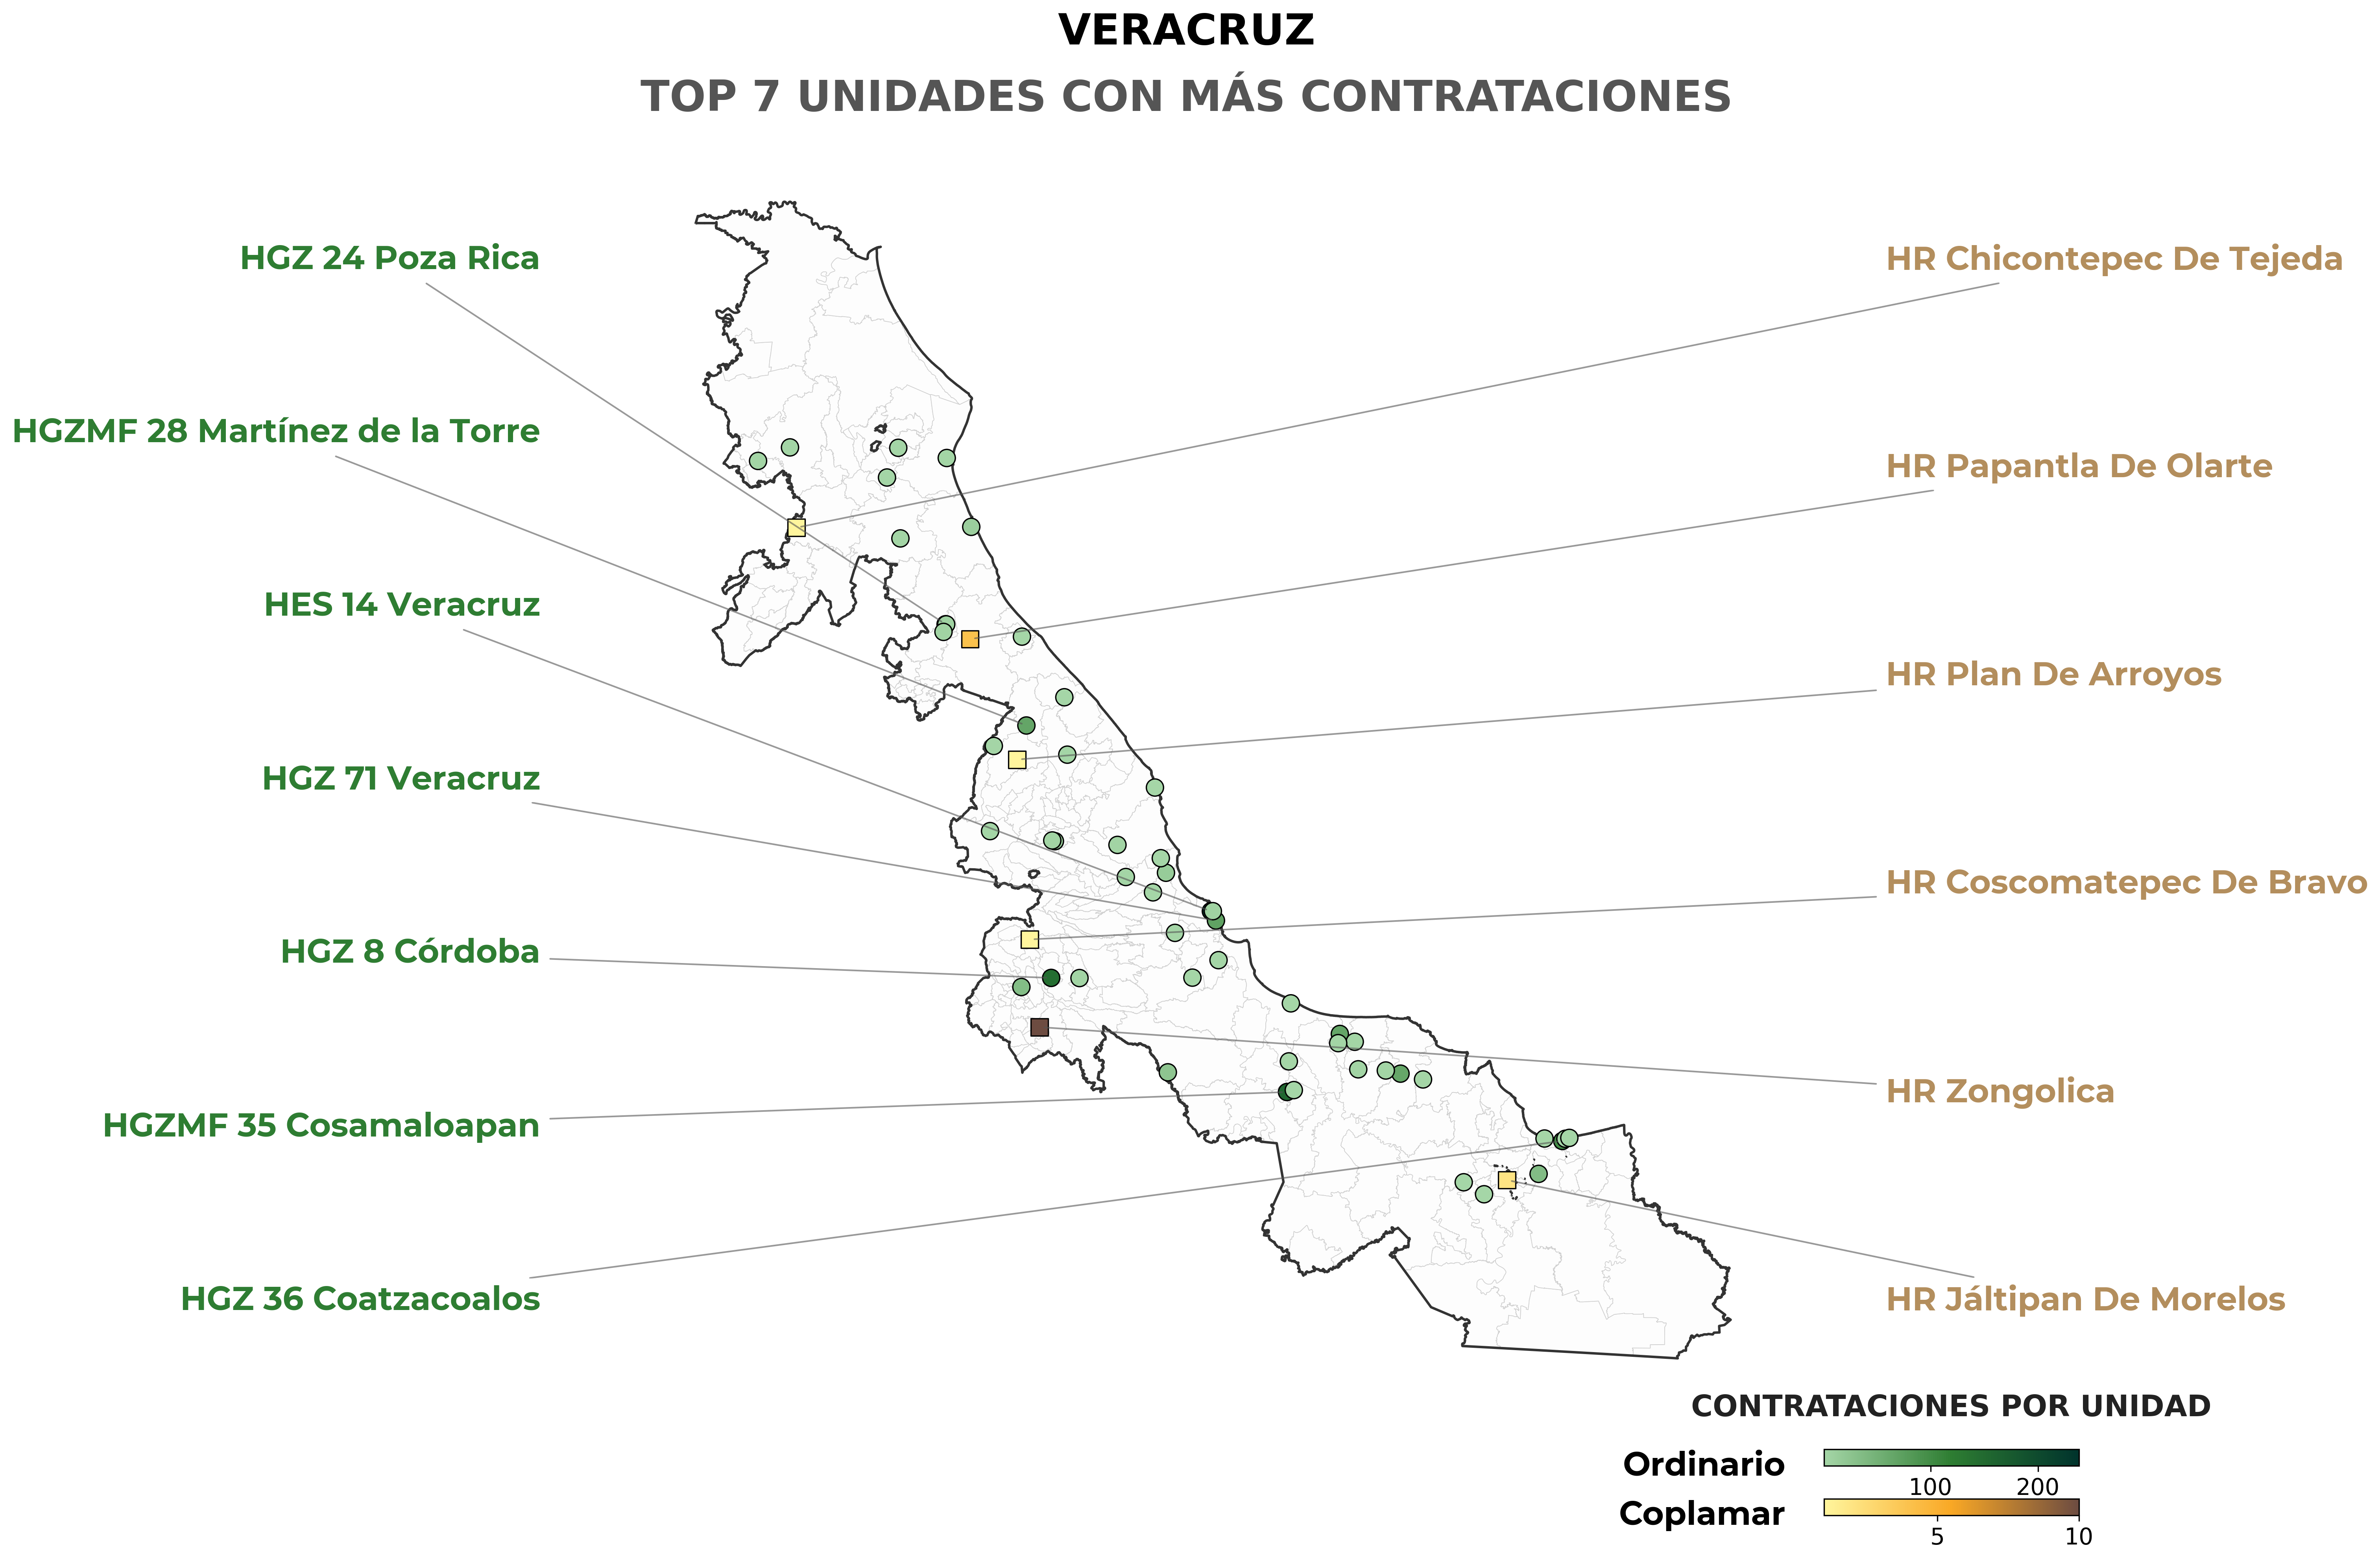 VERACRUZ
TOP 7 UNIDADES CON MÁS CONTRATACIONES
HGZ 24 Poza Rica
HGZMF 28 Martínez de la Torre
HES 14 Veracruz
HGZ 71 Veracruz
HGZ 8 Córdoba
HGZMF 35 Cosamaloapan
HGZ 36 Coatzacoalos
HR Chicontepec De Tejeda
HR Papantla De Olarte
HR Plan De Arroyos
HR Coscomatepec De Bravo
HR Zongolica
HR Jáltipan De Morelos
CONTRATACIONES POR UNIDAD
Ordinario
100 200
Coplamar
5 10